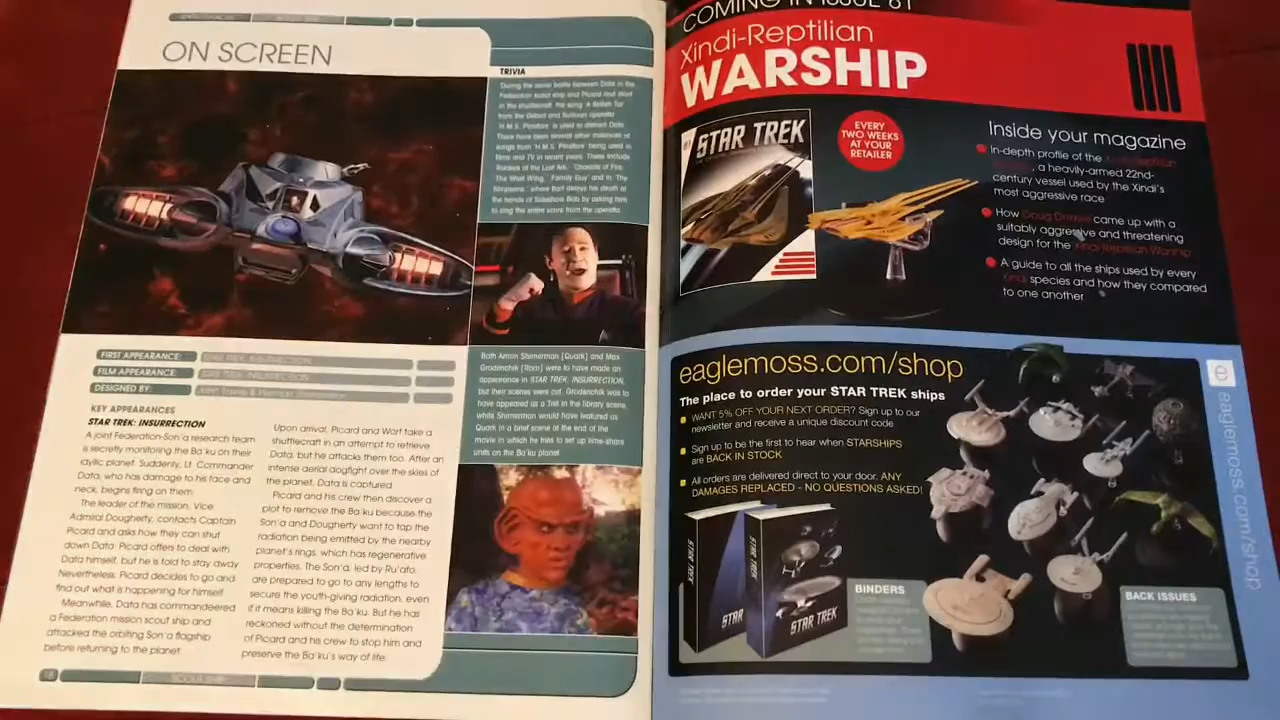 ON SCREEN
FIRST APPEARANCE:
STAR TREK: INSURRECTION
FILM APPEARANCE:
STAR TREK: INSURRECTION
DESIGNED BY:
John Eaves &
KEY APPEARANCES
STAR TREK: INSURRECTION
A joint Federation-Son'a research team
is secretly monitoring the Ba'ku on their
idyllic planet. Suddenly, Lt. Commander
Data, who has damage to his face and
neck, begins firing on them.
The leader of the mission, Vice
Admiral Dougherty, contacts Captain
Picard and asks how they can shut
down Data. Picard offers to deal with
Data himself, but he is told to stay away.
Nevertheless, Picard decides to go and
find out what is happening for himself.
Meanwhile, Data has commandeered
a Federation mission scout ship and
attacked the orbiting Son'a flagship
before returning to the planet.
Upon arrival, Picard and Worf take a
shuttlecraft in an attempt to retrieve
Data, but he attacks them too. After an
intense aerial dogfight over the skies of
the planet, Data is captured.
Picard and his crew then discover a
plot to remove the Ba'ku because the
Son'a and Dougherty want to tap the
radiation being emitted by the nearby
planet's rings, which has regenerative
properties. The Son'a, led by Ru'afo,
are prepared to go to any lengths to
secure the youth-giving radiation, even
if it means killing the Ba'ku. But he has
reckoned without the determination
of Picard and his crew to stop him and
preserve the Ba'ku's way of life.
18
SCOUT SHIP
TRIVIA
During the aerial battle between Data in the
Federation scout ship and Picard and Worf
in the shuttlecraft, the song 'A British Tar'
from the Gilbert and Sullivan operetta
'H.M.S. Pinafore' is used to distract Data.
There have been several other instances of
songs from 'H.M.S. Pinafore' being used in
films and TV in recent years. These include
'Raiders of the Lost Ark,' 'Chariots of Fire,'
'The West Wing,' 'Family Guy' and in 'The
Simpsons,' where Bart delays his death at
the hands of Sideshow Bob by asking him
to sing the entire score from the operetta.
Both Armin Shimerman [Quark] and Max
Grodénchik [Rom] were to have made an
appearance in STAR TREK: INSURRECTION,
but their scenes were cut. Grodénchik was to
have appeared as a Trill in the library scene,
while Shimerman would have featured as
Quark in a brief scene at the end of the
movie in which he tries to set up time-share
units on the Ba'ku planet.
COMING IN ISSUE 61
Xindi-Reptilian
WARSHIP
STAR TREK
EVERY
TWO WEEKS
AT YOUR
RETAILER
Inside your magazine
In-depth profile of the Xindi-Reptilian
, a heavily-armed 22nd-
century vessel used by the Xindi's
most aggressive race
How Doug Drexler came up with a
suitably aggressive and threatening
design for the Xindi-Reptilian Warship
A guide to all the ships used by every
Xindi species and how they compared
to one another
eaglemoss.com/shop
The place to order your STAR TREK ships
WANT 5% OFF YOUR NEXT ORDER? Sign up to our
newsletter and receive a unique discount code
Sign up to be the first to hear when STARSHIPS
are BACK IN STOCK
All orders are delivered direct to your door. ANY
DAMAGES REPLACED - NO QUESTIONS ASKED!
STAR TREK
STAR
STAR TREK
STAR TREK
BINDERS
BACK ISSUES
e
eaglemoss.com/shop